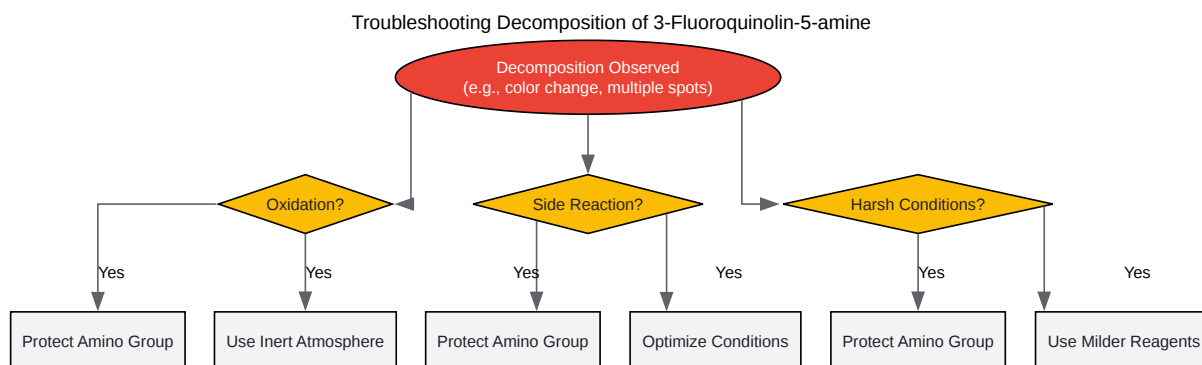 Troubleshooting Decomposition of 3-Fluoroquinolin-5-amine
Decomposition Observed
(e.g., color change, multiple spots)
Oxidation?
Side Reaction?
Harsh Conditions?
Yes
Yes
Yes
Yes
Yes
Yes
Protect Amino Group
Use Inert Atmosphere
Protect Amino Group
Optimize Conditions
Protect Amino Group
Use Milder Reagents